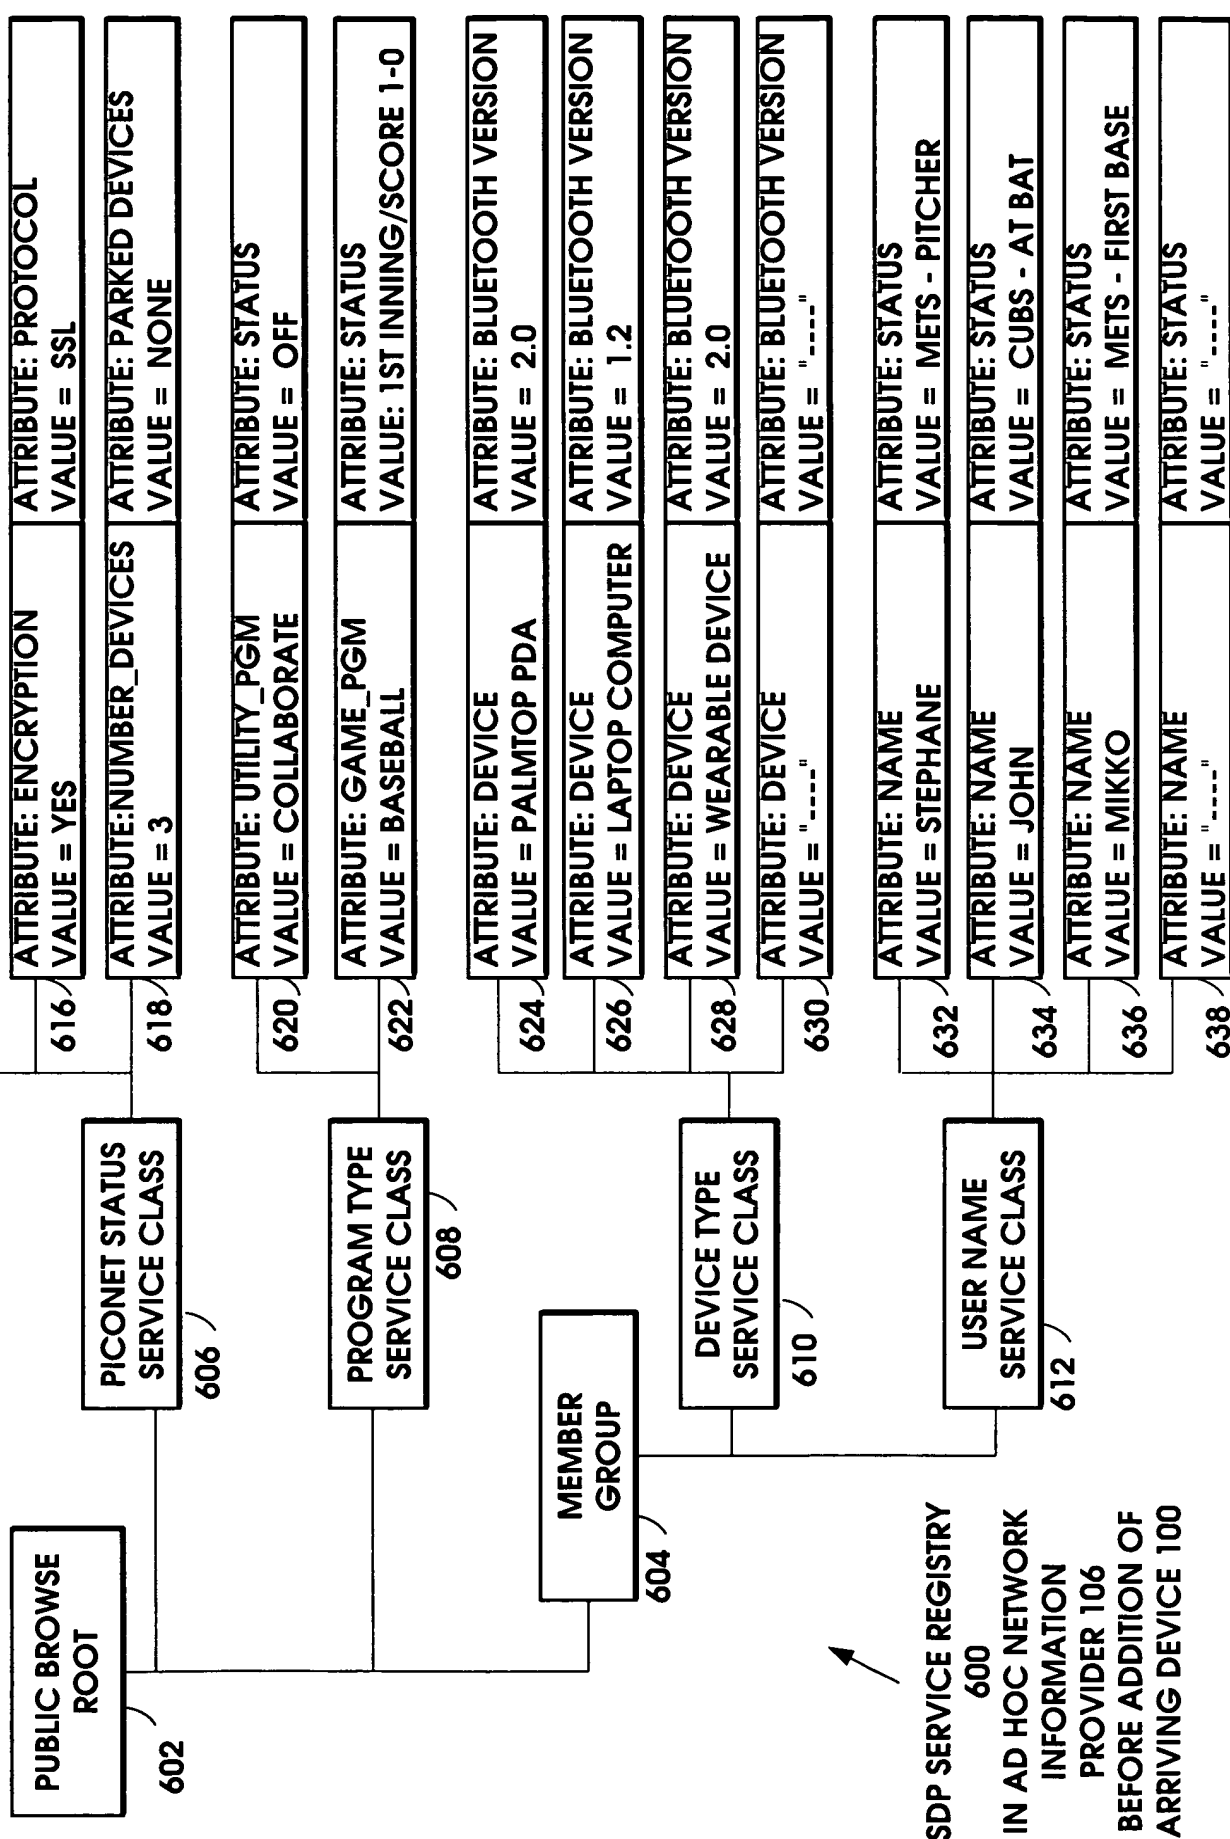 PUBLIC BROWSE
ROOT
602
PICONET STATUS
SERVICE CLASS
606
ATTRIBUTE: ENCRYPTION
VALUE = YES
ATTRIBUTE: PROTOCOL
VALUE = SSL
616
ATTRIBUTE:NUMBER_DEVICES
VALUE = 3
ATTRIBUTE: PARKED DEVICES
VALUE = NONE
618
PROGRAM TYPE
SERVICE CLASS
608
ATTRIBUTE: UTILITY_PGM
VALUE = COLLABORATE
ATTRIBUTE: STATUS
VALUE = OFF
620
ATTRIBUTE: GAME_PGM
VALUE = BASEBALL
ATTRIBUTE: STATUS
VALUE: 1ST INNING/SCORE 1-0
622
MEMBER
GROUP
604
DEVICE TYPE
SERVICE CLASS
610
ATTRIBUTE: DEVICE
VALUE = PALMTOP PDA
ATTRIBUTE: BLUETOOTH VERSION
VALUE = 2.0
624
ATTRIBUTE: DEVICE
VALUE = LAPTOP COMPUTER
ATTRIBUTE: BLUETOOTH VERSION
VALUE = 1.2
626
ATTRIBUTE: DEVICE
VALUE = WEARABLE DEVICE
ATTRIBUTE: BLUETOOTH VERSION
VALUE = 2.0
628
ATTRIBUTE: DEVICE
VALUE = "----"
ATTRIBUTE: BLUETOOTH VERSION
VALUE = "----"
630
USER NAME
SERVICE CLASS
612
ATTRIBUTE: NAME
VALUE = STEPHANE
ATTRIBUTE: STATUS
VALUE = METS - PITCHER
632
ATTRIBUTE: NAME
VALUE = JOHN
ATTRIBUTE: STATUS
VALUE = CUBS - AT BAT
634
ATTRIBUTE: NAME
VALUE = MIKKO
ATTRIBUTE: STATUS
VALUE = METS - FIRST BASE
636
ATTRIBUTE: NAME
VALUE = "----"
ATTRIBUTE: STATUS
VALUE = "----"
638
SDP SERVICE REGISTRY
600
IN AD HOC NETWORK
INFORMATION
PROVIDER 106
BEFORE ADDITION OF
ARRIVING DEVICE 100